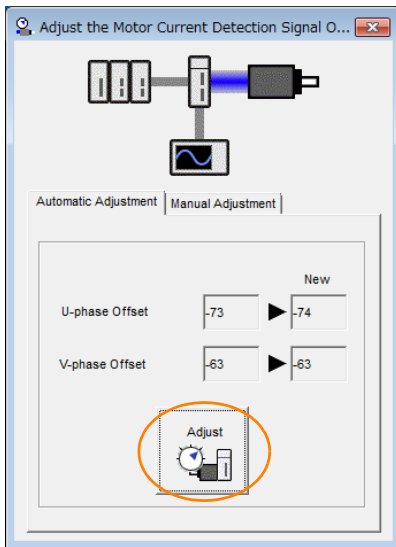 Adjust the Motor Current Detection Signal O...
Automatic Adjustment
Manual Adjustment
New
U-phase Offset
-73
-74
V-phase Offset
-63
-63
Adjust